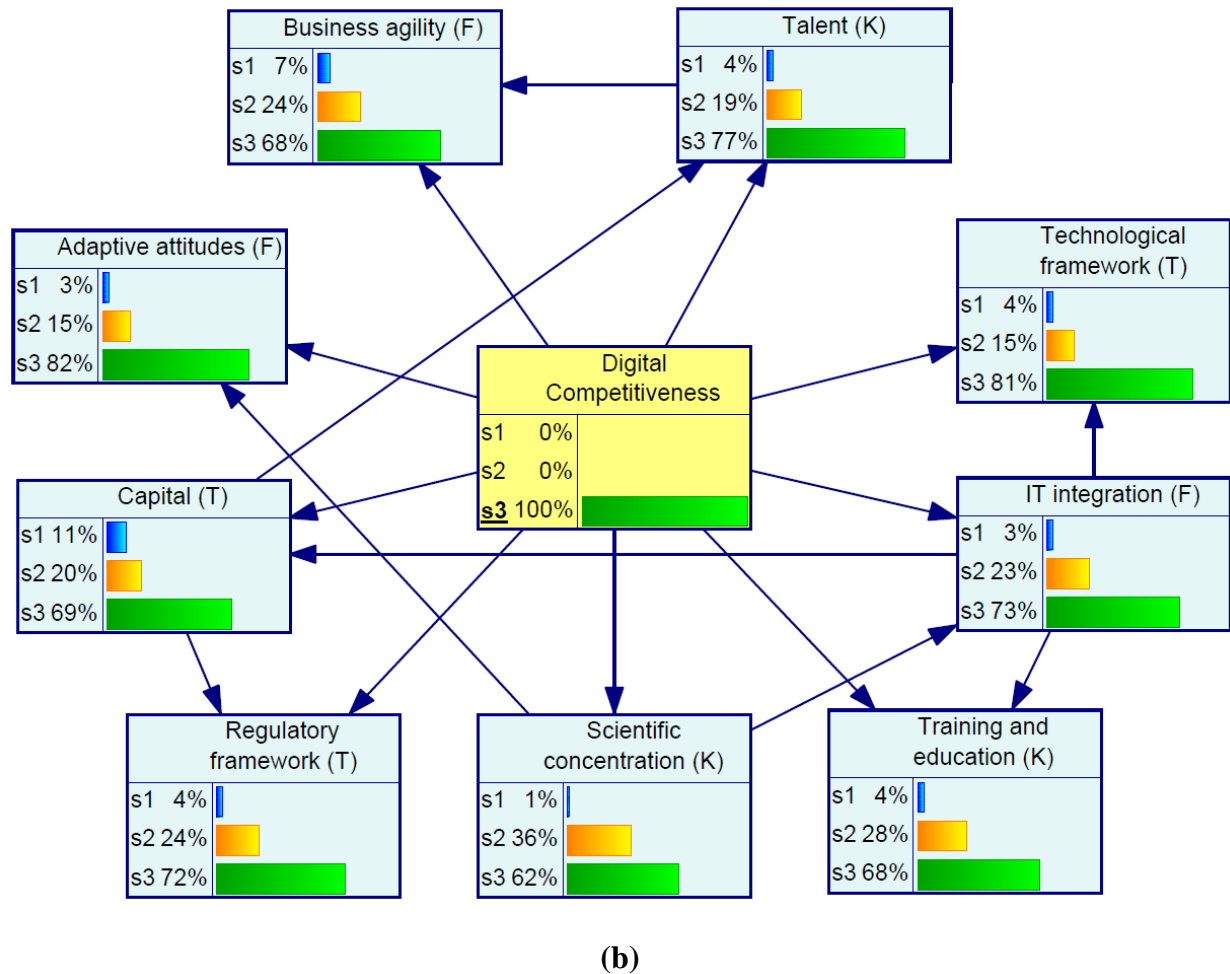 Business agility (F)
s1 7%
s2 24%
s3 68%
Talent (K)
s1 4%
s2 19%
s3 77%
Adaptive attitudes (F)
s1 3%
s2 15%
s3 82%
Technological
framework (T)
s1 4%
s2 15%
s3 81%
Digital
Competitiveness
s1 0%
s2 0%
s3 100%
Capital (T)
s1 11%
s2 20%
s3 69%
IT integration (F)
s1 3%
s2 23%
s3 73%
Regulatory
framework (T)
s1 4%
s2 24%
s3 72%
Scientific
concentration (K)
s1 1%
s2 36%
s3 62%
Training and
education (K)
s1 4%
s2 28%
s3 68%
(b)